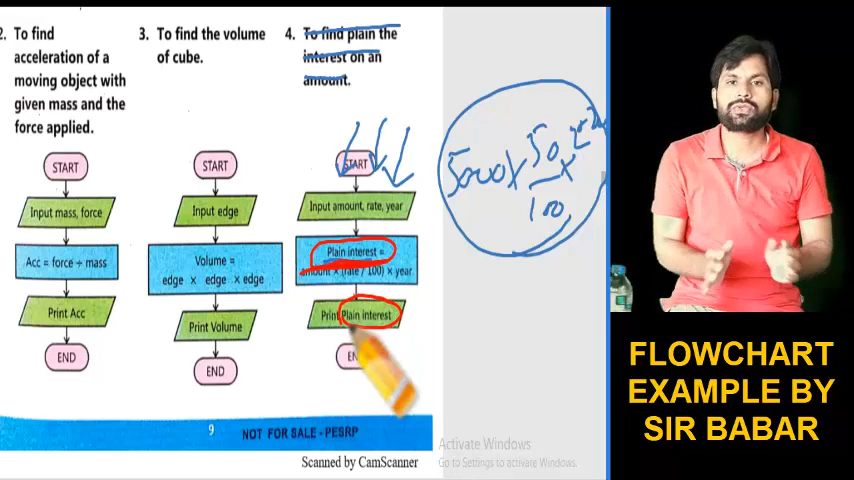 2. To find
acceleration of a
moving object with
given mass and the
force applied.
START
Input mass, force
Acc = force ÷ mass
Print Acc
END
3. To find the volume
of cube.
START
Input edge
Volume =
edge × edge × edge
Print Volume
END
4. To find plain the
interest on an
amount.
START
Input amount, rate, year
Plain interest =
amount × (rate / 100) × year
Print Plain interest
5000 × 50 ×
100
9 NOT FOR SALE - PESRP
Scanned by CamScanner
Activate Windows
Go to Settings to activate Windows.
FLOWCHART
EXAMPLE BY
SIR BABAR